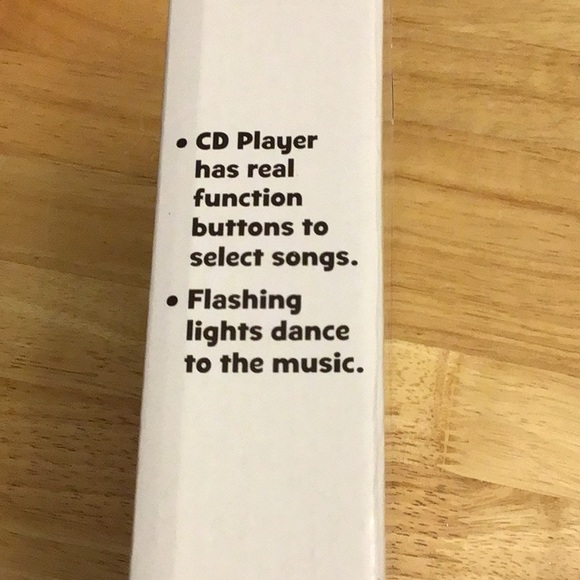 • CD Player
has real
function
buttons to
select songs.
• Flashing
lights dance
to the music.